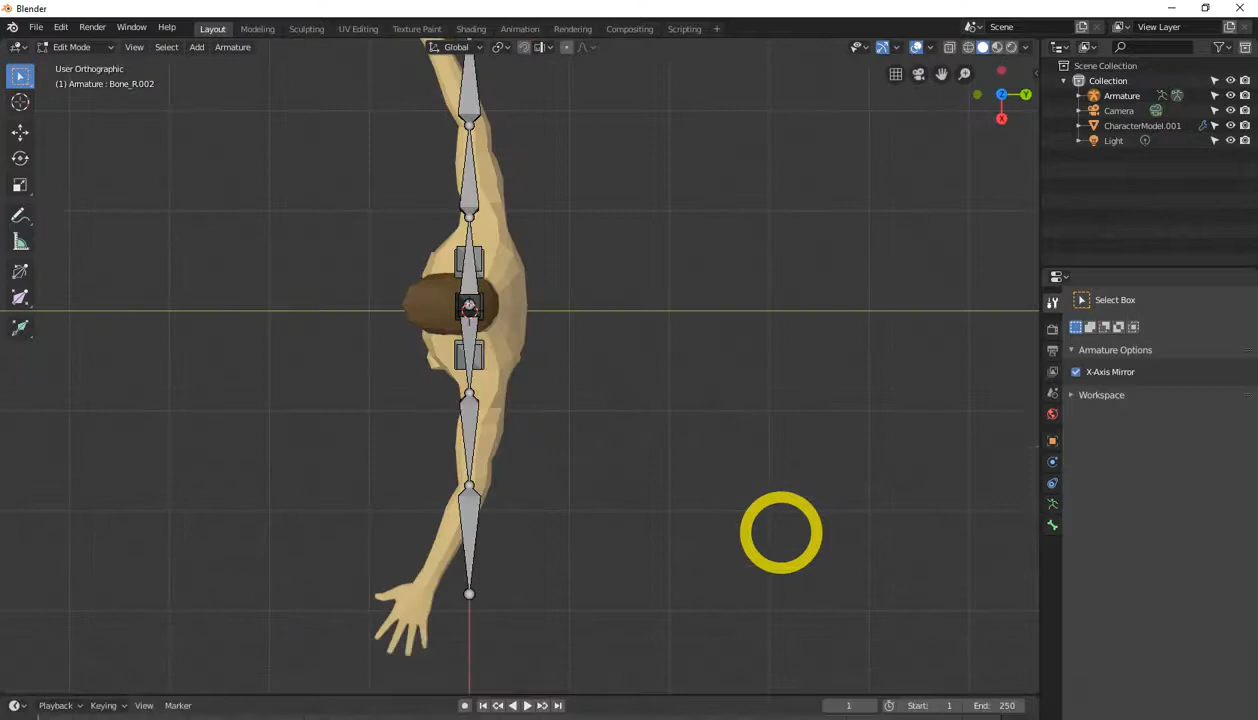 Blender
File Edit Render Window Help Layout Modeling Sculpting UV Editing Texture Paint Shading Animation Rendering Compositing Scripting + Scene View Layer
Edit Mode View Select Add Armature Global
User Orthographic
(1) Armature : Bone_R.002
Z Y
X
Scene Collection
Collection
Armature
Camera
CharacterModel.001
Light
Select Box
Armature Options
X-Axis Mirror
Workspace
Playback Keying View Marker 1 Start: 1 End: 250